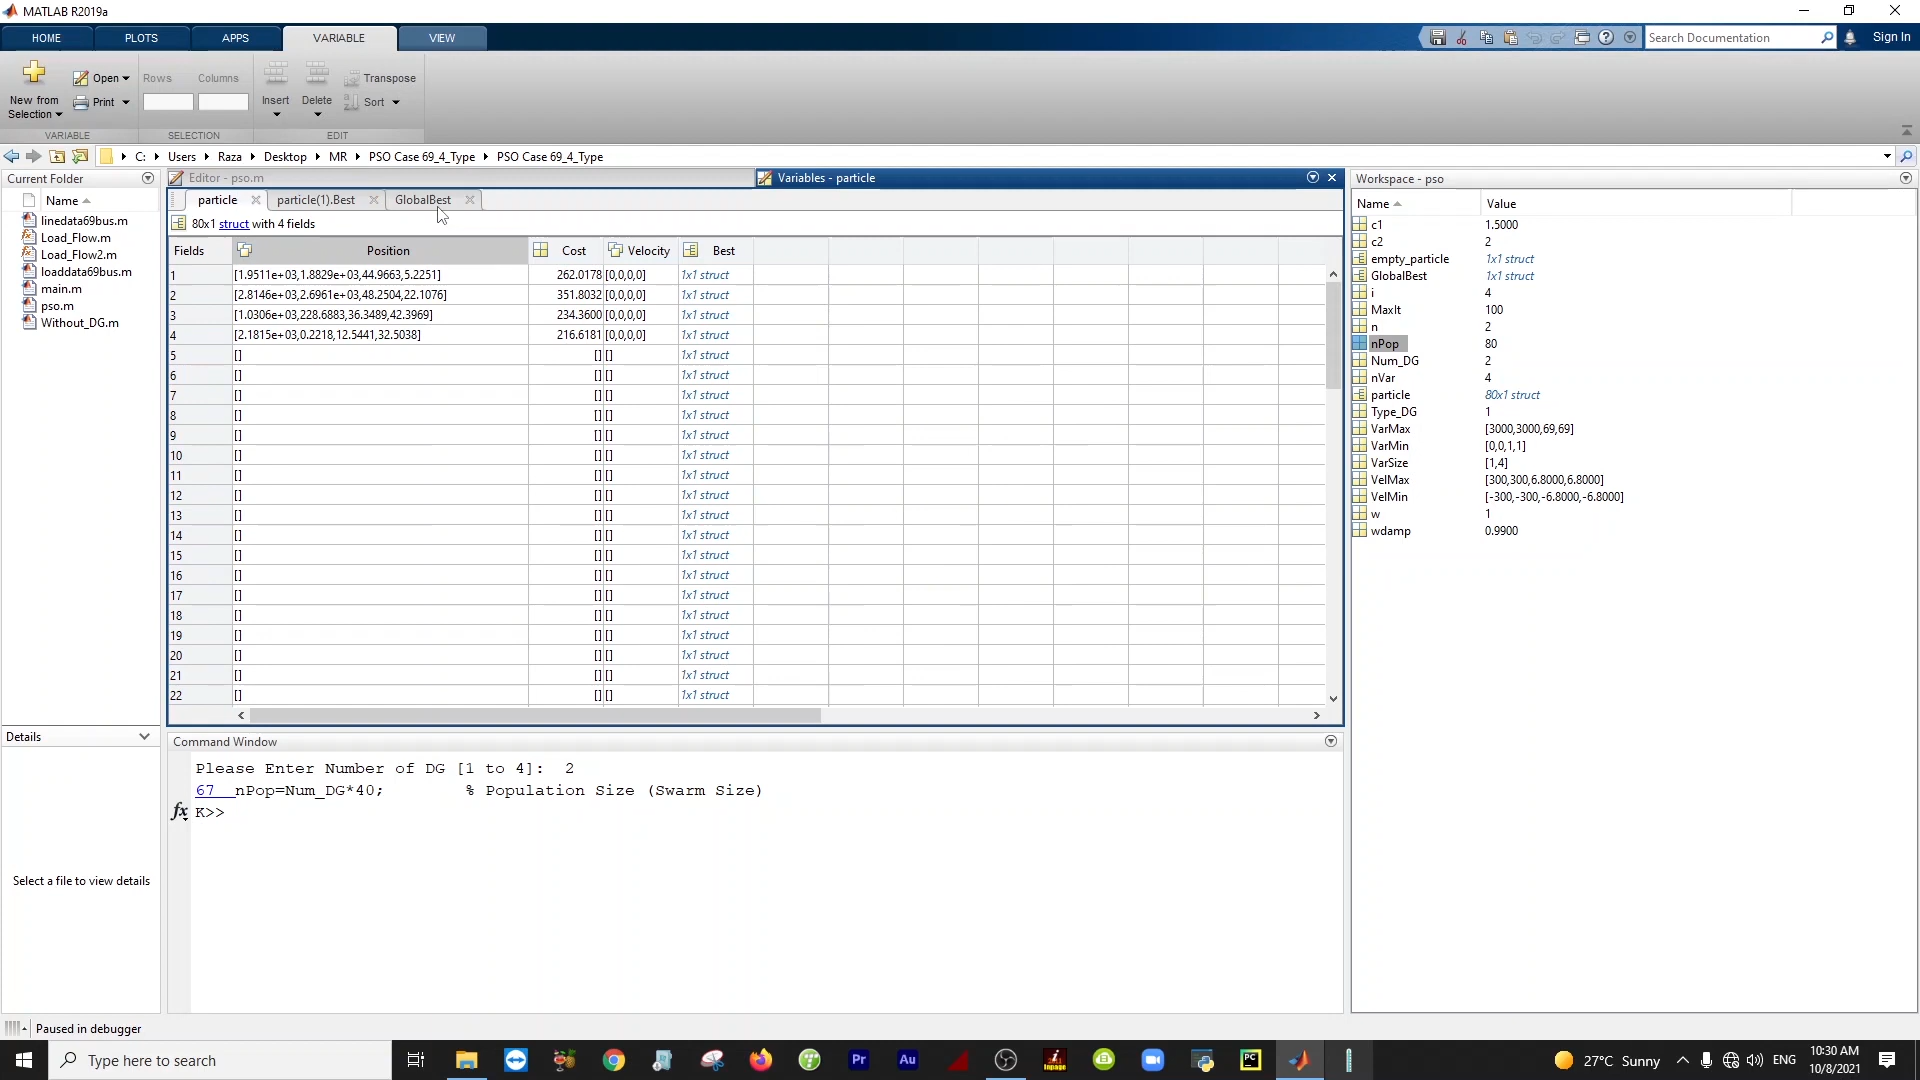 MATLAB R2019a
HOME
PLOTS
APPS
VARIABLE
VIEW
Search Documentation
Sign In
New from
Selection
Open
Print
Rows
Columns
Insert
Delete
Transpose
Sort
VARIABLE
SELECTION
EDIT
C:
Users
Raza
Desktop
MR
PSO Case 69_4_Type
PSO Case 69_4_Type
Current Folder
Name
linedata69bus.m
Load_Flow.m
Load_Flow2.m
loaddata69bus.m
main.m
pso.m
Without_DG.m
Details
Select a file to view details
Editor - pso.m
Variables - particle
particle
particle(1).Best
GlobalBest
80x1 struct with 4 fields
Fields Position Cost Velocity Best
1 [1.9511e+03,1.8829e+03,44.9663,5.2251] 262.0178 [0,0,0,0] 1x1 struct
2 [2.8146e+03,2.6961e+03,48.2504,22.1076] 351.8032 [0,0,0,0] 1x1 struct
3 [1.0306e+03,228.6883,36.3489,42.3969] 234.3600 [0,0,0,0] 1x1 struct
4 [2.1815e+03,0.2218,12.5441,32.5038] 216.6181 [0,0,0,0] 1x1 struct
5 [] [] [] 1x1 struct
6 [] [] [] 1x1 struct
7 [] [] [] 1x1 struct
8 [] [] [] 1x1 struct
9 [] [] [] 1x1 struct
10 [] [] [] 1x1 struct
11 [] [] [] 1x1 struct
12 [] [] [] 1x1 struct
13 [] [] [] 1x1 struct
14 [] [] [] 1x1 struct
15 [] [] [] 1x1 struct
16 [] [] [] 1x1 struct
17 [] [] [] 1x1 struct
18 [] [] [] 1x1 struct
19 [] [] [] 1x1 struct
20 [] [] [] 1x1 struct
21 [] [] [] 1x1 struct
22 [] [] [] 1x1 struct
Command Window
Please Enter Number of DG [1 to 4]: 2
67 nPop=Num_DG*40; % Population Size (Swarm Size)
fx K>>
Workspace - pso
Name Value
c1 1.5000
c2 2
empty_particle 1x1 struct
GlobalBest 1x1 struct
i 4
MaxIt 100
n 2
nPop 80
Num_DG 2
nVar 4
particle 80x1 struct
Type_DG 1
VarMax [3000,3000,69,69]
VarMin [0,0,1,1]
VarSize [1,4]
VelMax [300,300,6.8000,6.8000]
VelMin [-300,-300,-6.8000,-6.8000]
w 1
wdamp 0.9900
Paused in debugger
Type here to search
Pr
Au
inpage
PC
27°C Sunny
ENG
10:30 AM
10/8/2021